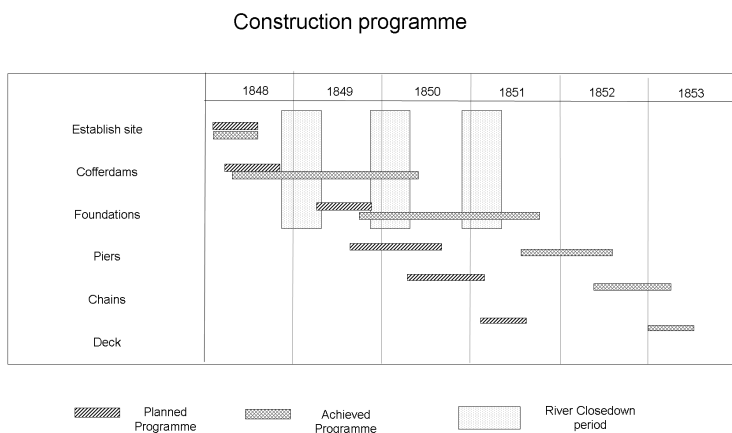 Construction programme
1848 1849 1850 1851 1852 1853
Establish site
Cofferdams
Foundations
Piers
Chains
Deck
Planned
Programme
Achieved
Programme
River Closedown
period